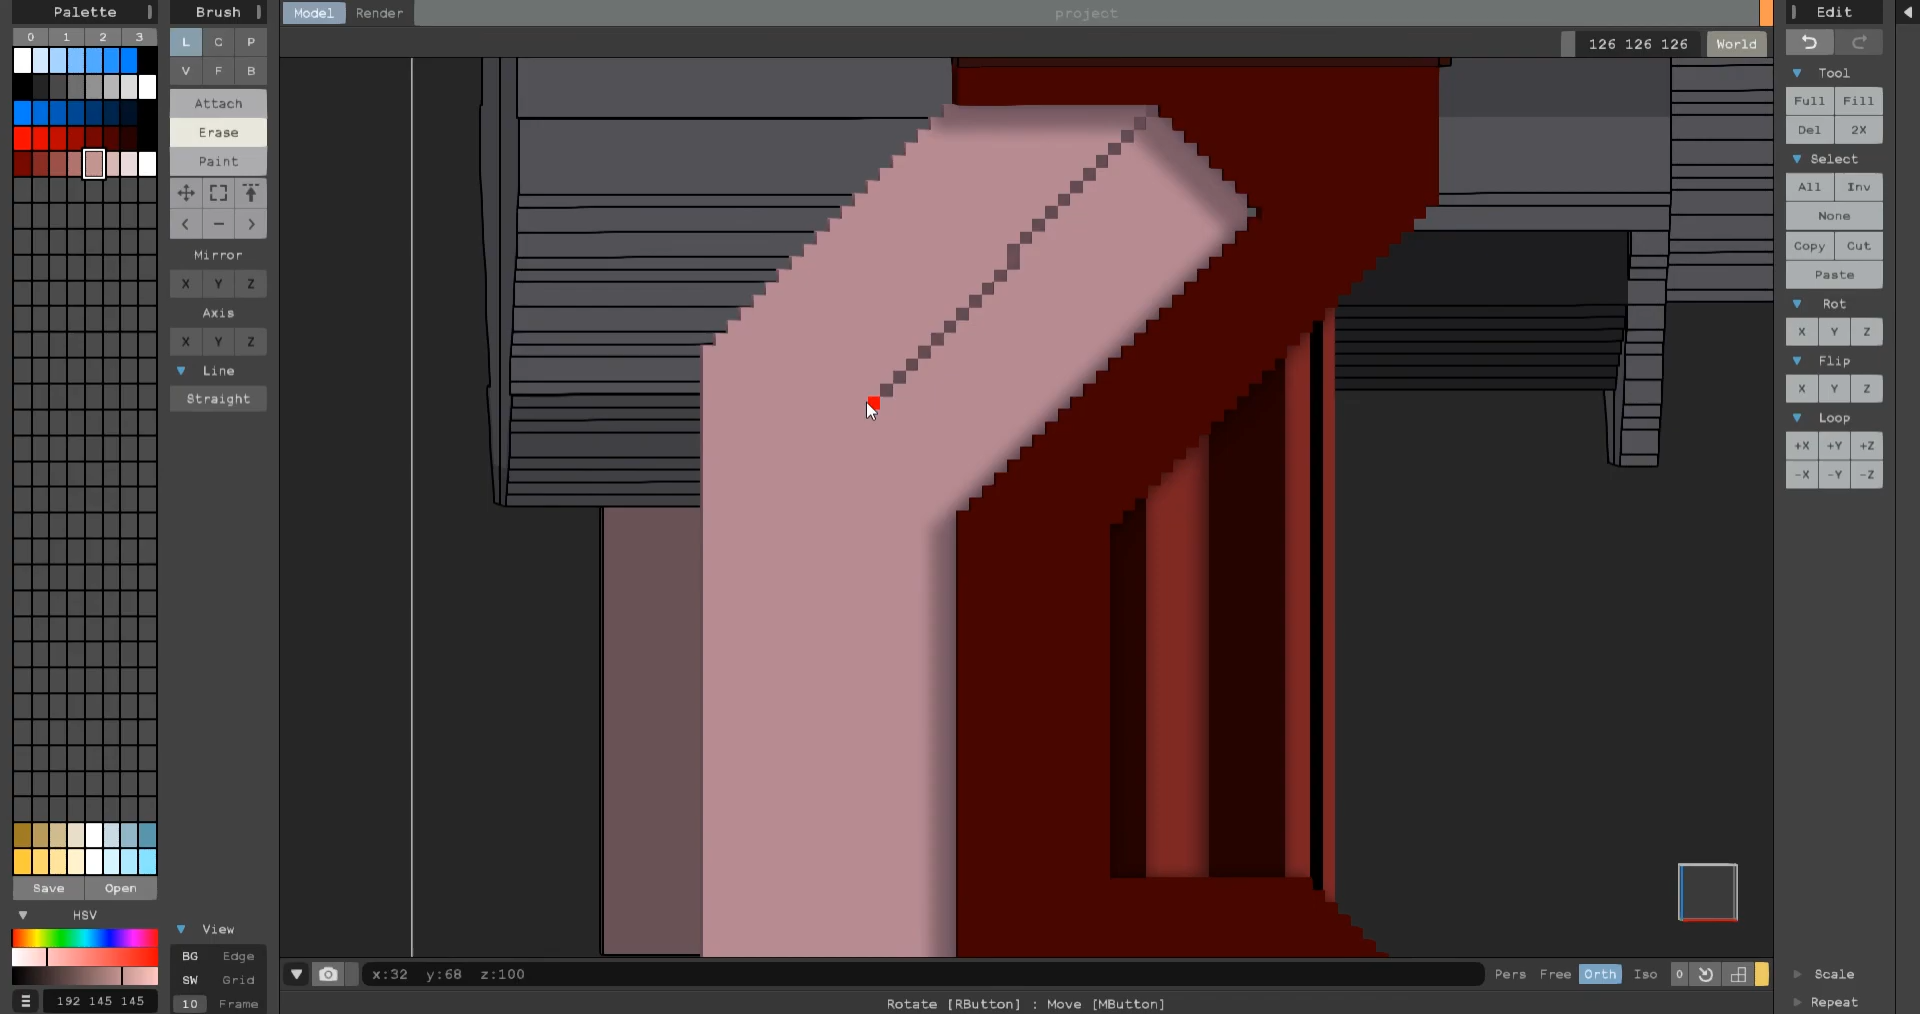 Palette
0 1 2 3
Save Open
HSV
192 145 145
Brush
L C P
V F B
Attach
Erase
Paint
Mirror
X Y Z
Axis
X Y Z
Line
Straight
View
BG Edge
SW Grid
10 Frame
Model Render
project
126 126 126 World
x:32 y:68 z:100
Pers Free Orth Iso 0
Rotate [RButton] : Move [MButton]
Edit
Tool
Full Fill
Del 2X
Select
All Inv
None
Copy Cut
Paste
Rot
X Y Z
Flip
X Y Z
Loop
+X +Y +Z
-X -Y -Z
Scale
Repeat